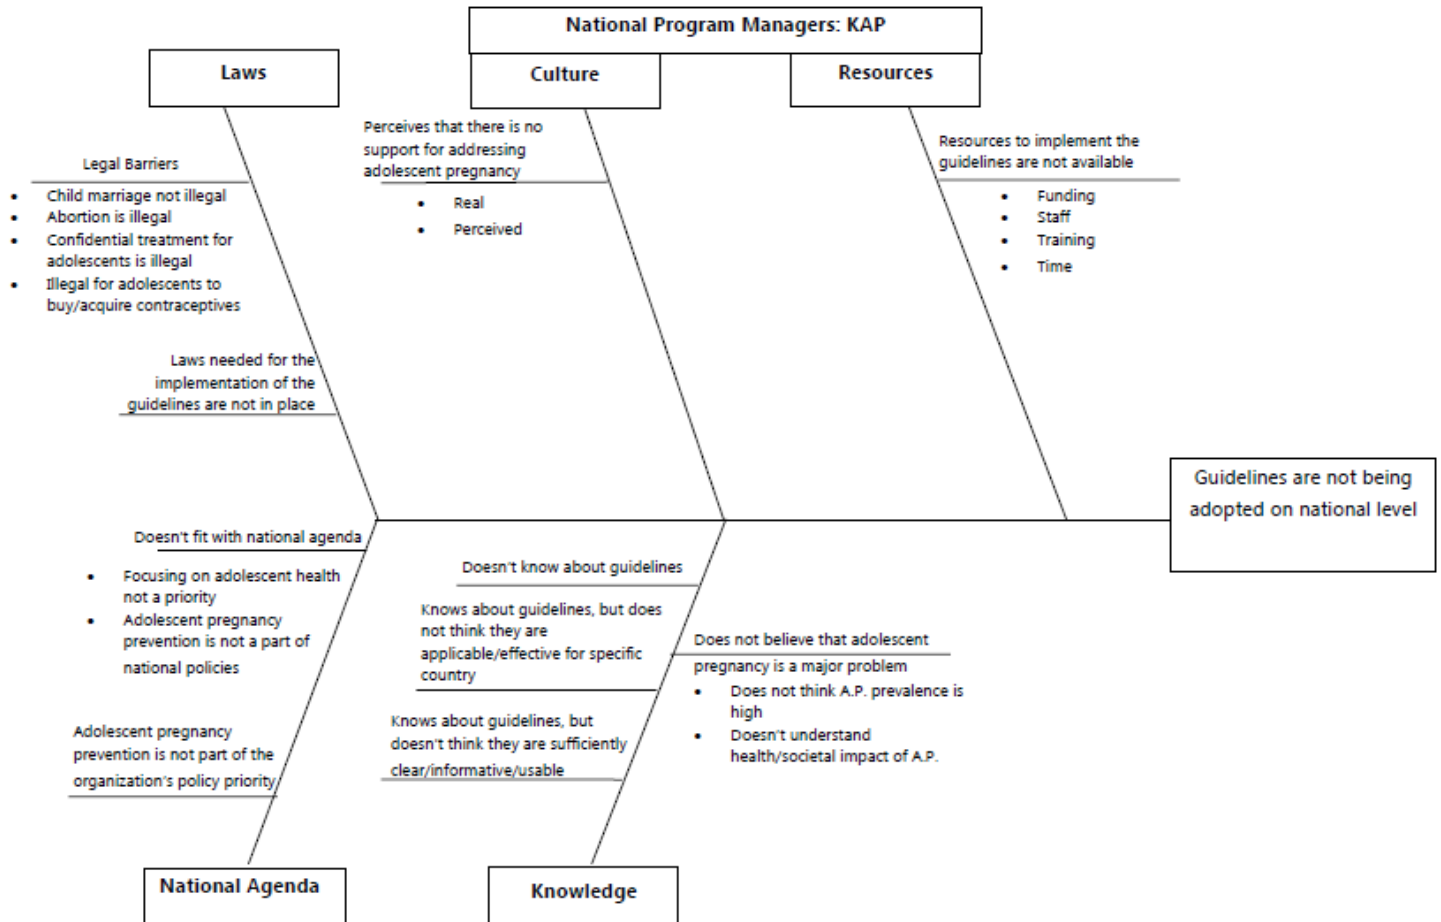 National Program Managers: KAP
Laws
Culture
Resources
Legal Barriers
• Child marriage not illegal
• Abortion is illegal
• Confidential treatment for
adolescents is illegal
• Illegal for adolescents to
buy/acquire contraceptives
Laws needed for the
implementation of the
guidelines are not in place
Perceives that there is no
support for addressing
adolescent pregnancy
• Real
• Perceived
Resources to implement the
guidelines are not available
• Funding
• Staff
• Training
• Time
Guidelines are not being
adopted on national level
Doesn't fit with national agenda
• Focusing on adolescent health
not a priority
• Adolescent pregnancy
prevention is not a part of
national policies
Adolescent pregnancy
prevention is not part of the
organization's policy priority
Doesn't know about guidelines
Knows about guidelines, but does
not think they are
applicable/effective for specific
country
Knows about guidelines, but
doesn't think they are sufficiently
clear/informative/usable
Does not believe that adolescent
pregnancy is a major problem
• Does not think A.P. prevalence is
high
• Doesn't understand
health/societal impact of A.P.
National Agenda
Knowledge